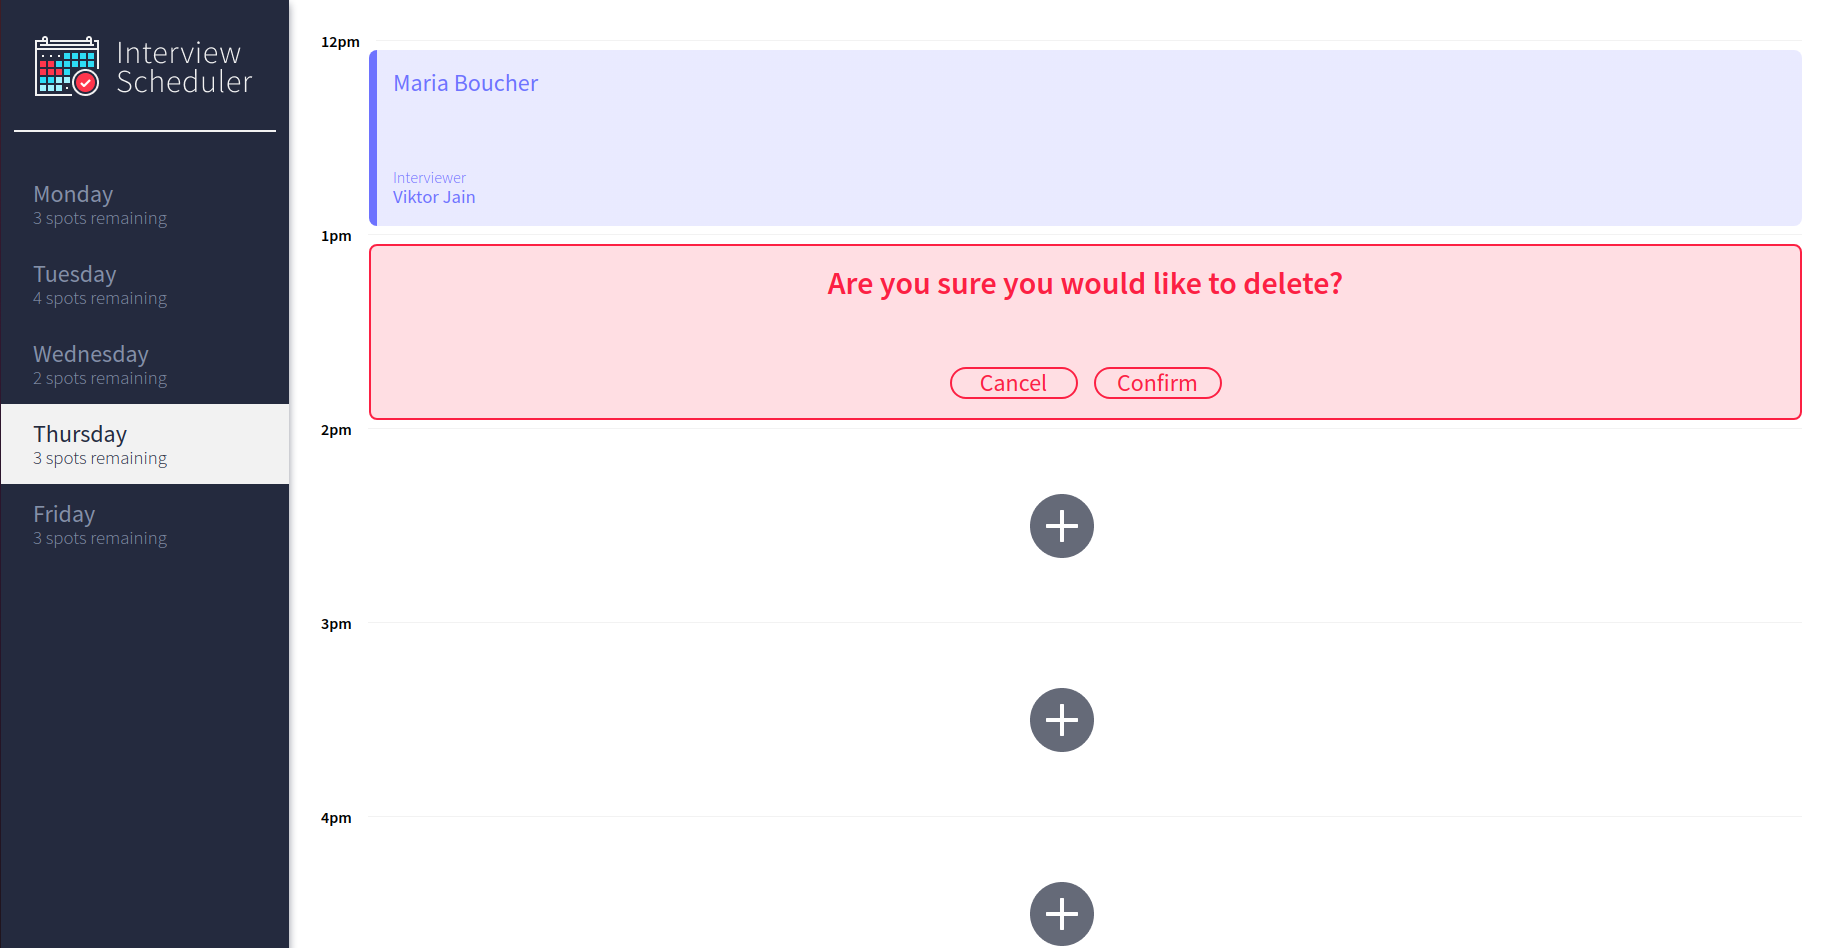 Interview
Scheduler
Monday
3 spots remaining
Tuesday
4 spots remaining
Wednesday
2 spots remaining
Thursday
3 spots remaining
Friday
3 spots remaining
12pm
Maria Boucher
Interviewer
Viktor Jain
1pm
Are you sure you would like to delete?
Cancel Confirm
2pm
3pm
4pm